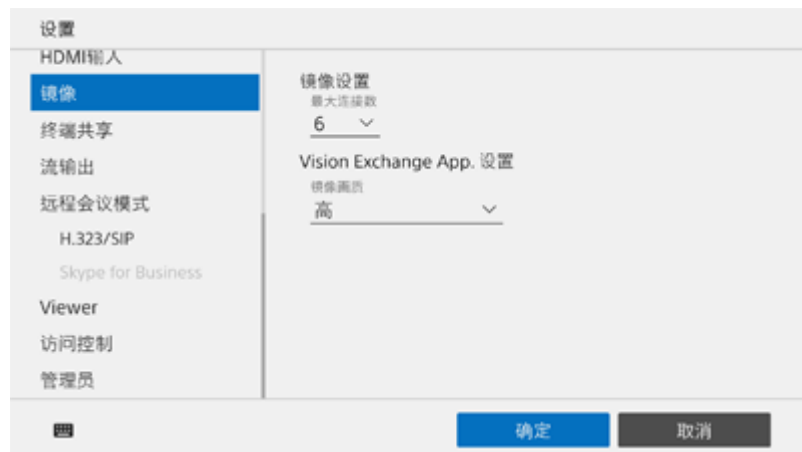 设置
HDMI输入
镜像
终端共享
流输出
远程会议模式
H.323/SIP
Skype for Business
Viewer
访问控制
管理员
镜像设置
最大连接数
6
Vision Exchange App. 设置
镜像画质
高
确定
取消